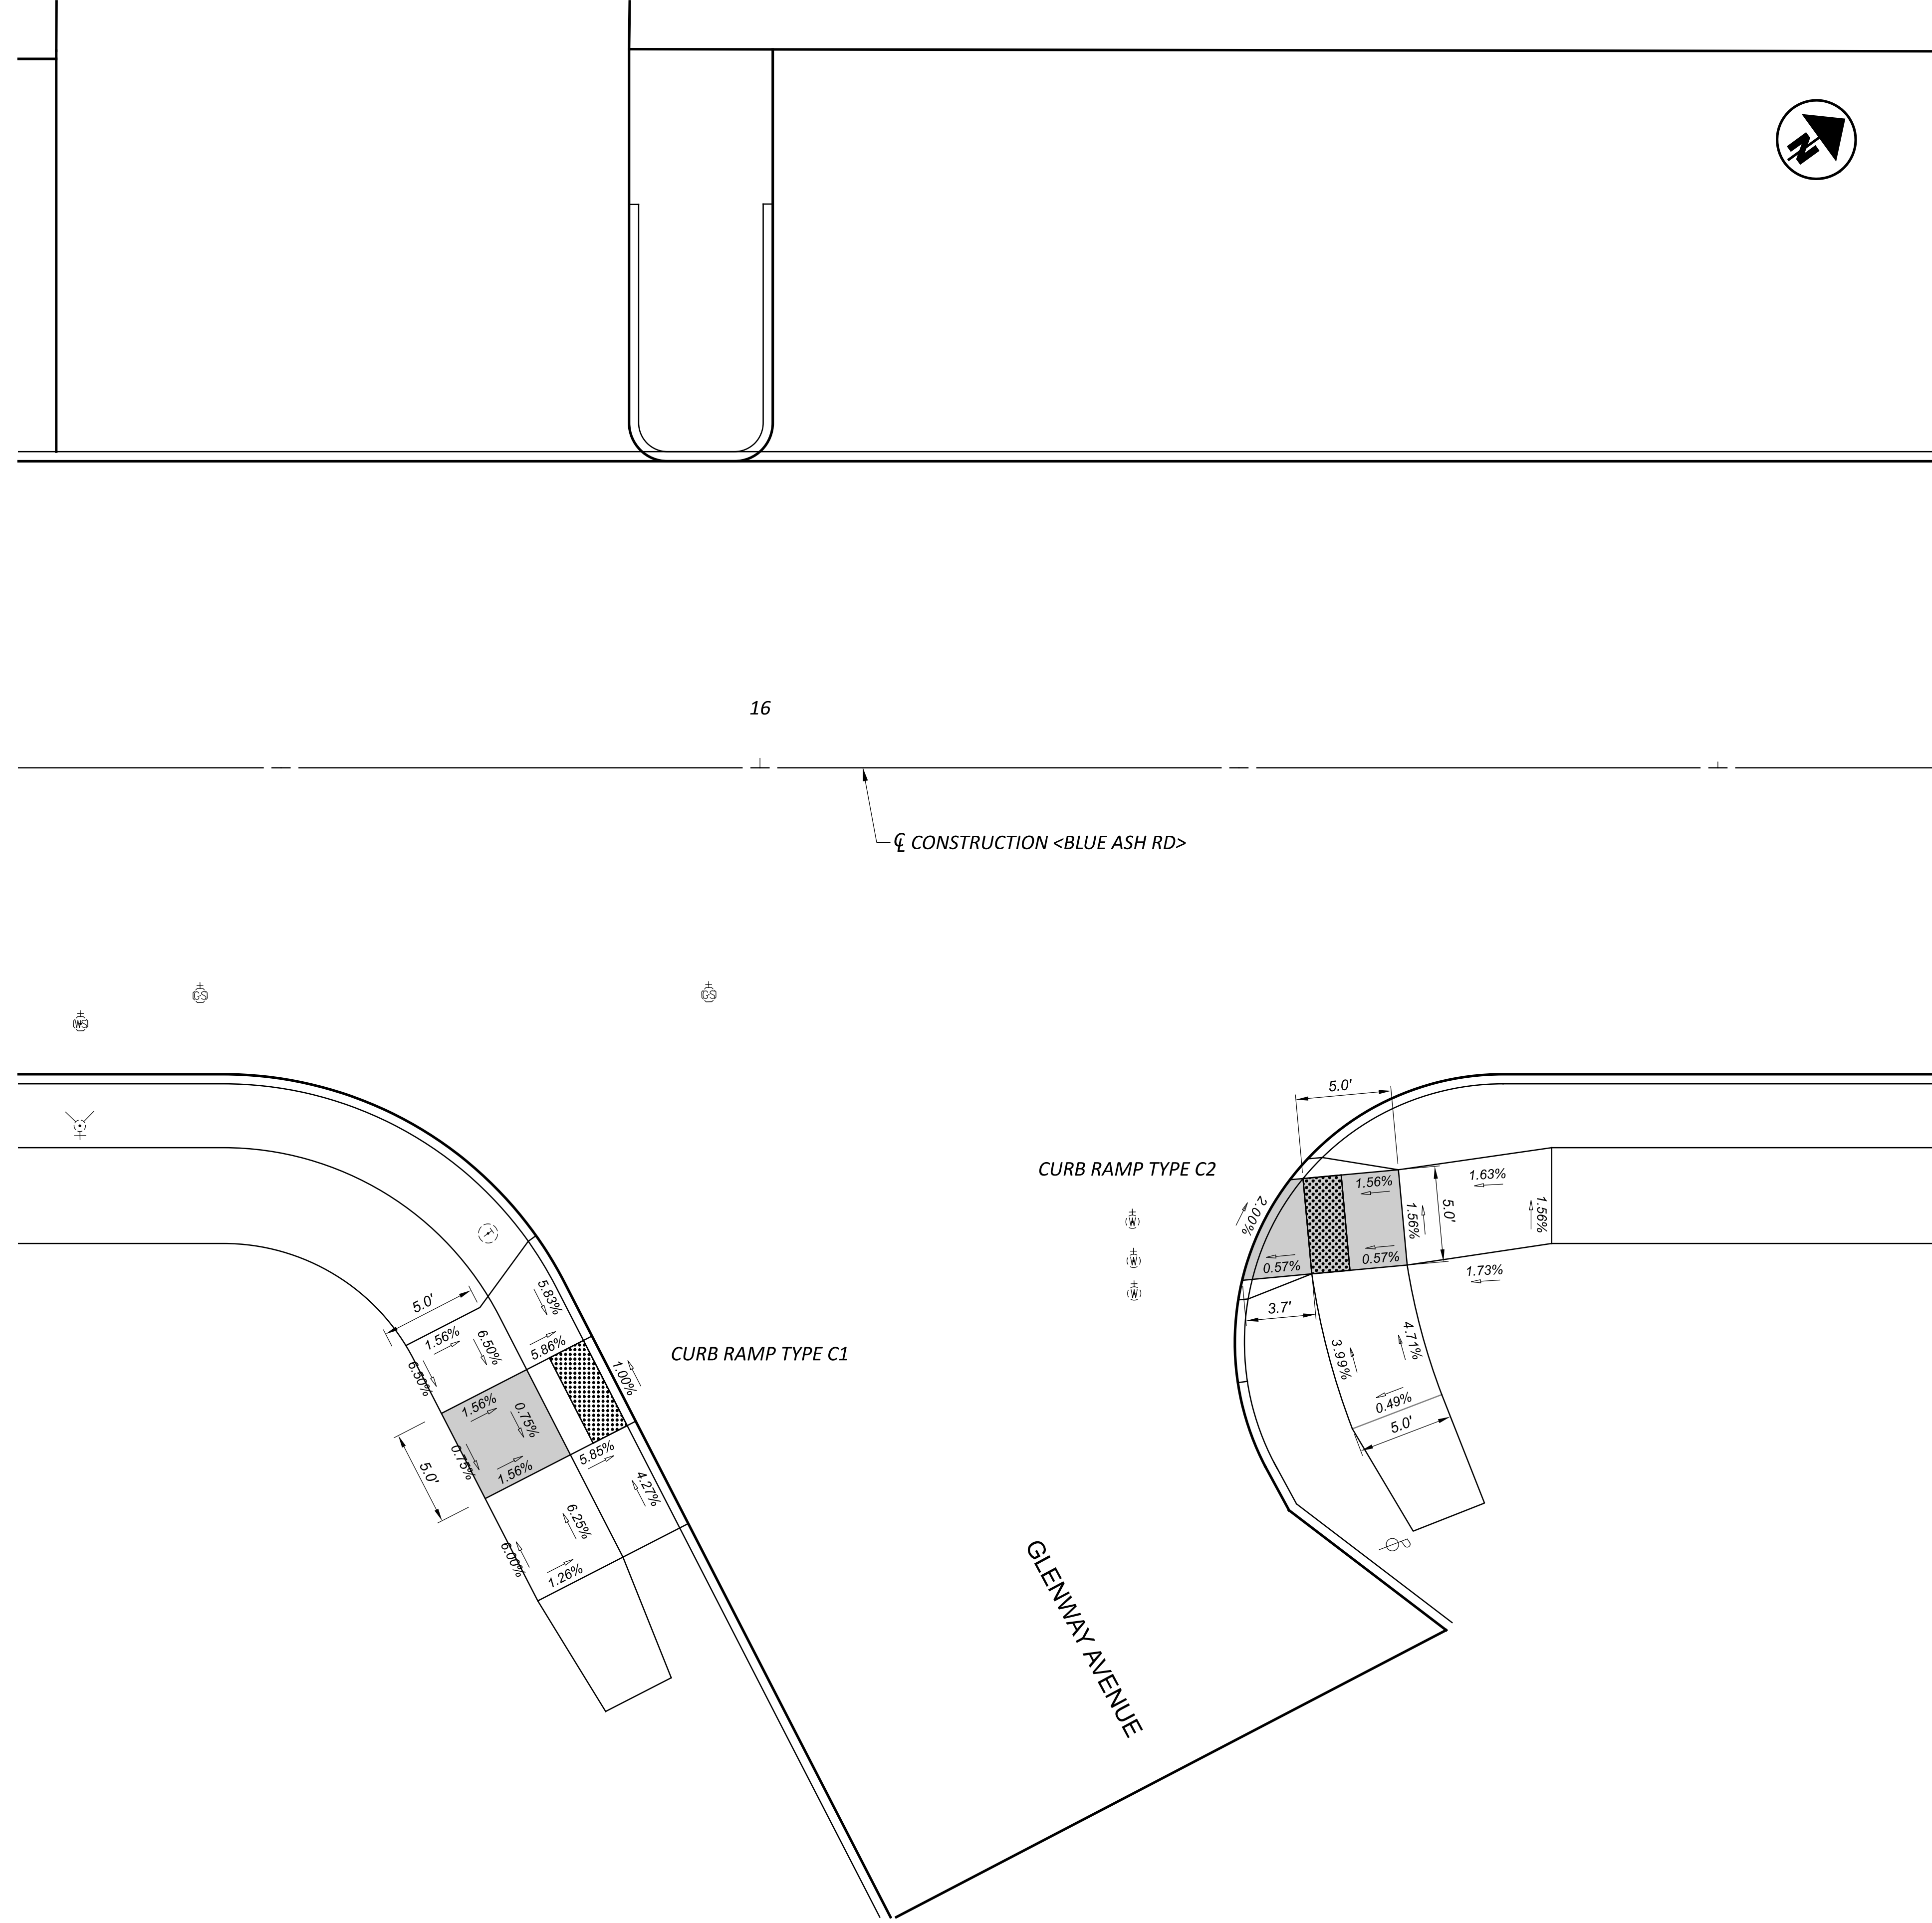 N
16
℄ CONSTRUCTION <BLUE ASH RD>
GS
GS
WS
5.0'
CURB RAMP TYPE C2
1.63%
1.56%
2.00%
1.56%
5.0'
1.56%
W
W
W
T
0.57%
0.57%
1.73%
3.7'
5.83%
5.0'
1.56%
6.50%
5.86%
CURB RAMP TYPE C1
1.00%
6.50%
3.99%
4.71%
0.49%
5.0'
1.56%
0.75%
0.75%
5.0'
1.56%
5.85%
4.27%
6.25%
6.00%
1.26%
GLENWAY AVENUE
P